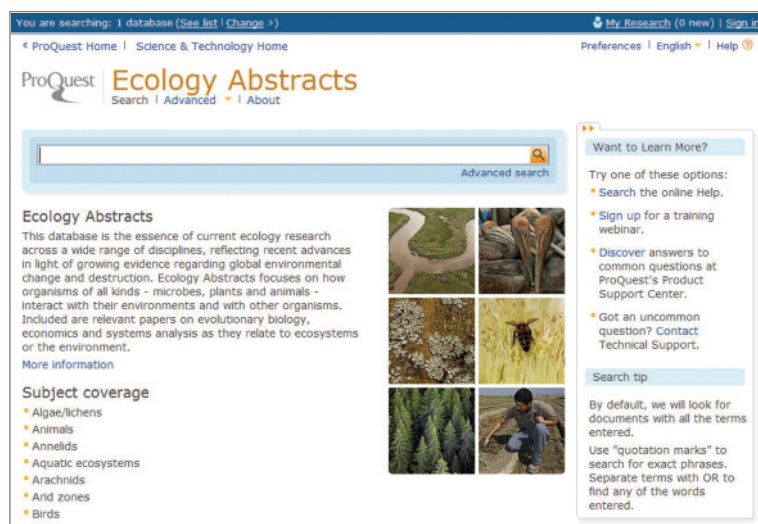 You are searching: 1 database (See list | Change >)
My Research (0 new) | Sign in
< ProQuest Home | Science & Technology Home
Preferences | English | Help ?
ProQuest
Ecology Abstracts
Search | Advanced | About
Advanced search
Ecology Abstracts
This database is the essence of current ecology research
across a wide range of disciplines, reflecting recent advances
in light of growing evidence regarding global environmental
change and destruction. Ecology Abstracts focuses on how
organisms of all kinds - microbes, plants and animals -
interact with their environments and with other organisms.
Included are relevant papers on evolutionary biology,
economics and systems analysis as they relate to ecosystems
or the environment.
More information
Subject coverage
Algae/lichens
Animals
Annelids
Aquatic ecosystems
Arachnids
Arid zones
Birds
Want to Learn More?
Try one of these options:
Search the online Help.
Sign up for a training
webinar.
Discover answers to
common questions at
ProQuest's Product
Support Center.
Got an uncommon
question? Contact
Technical Support.
Search tip
By default, we will look for
documents with all the terms
entered.
Use "quotation marks" to
search for exact phrases.
Separate terms with OR to
find any of the words
entered.